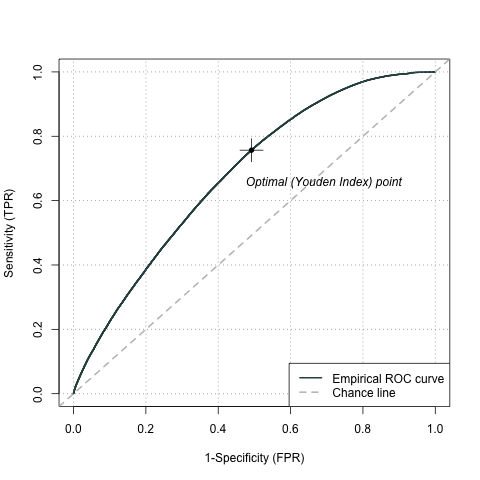 Sensitivity (TPR)
1.0
0.8
0.6
0.4
0.2
0.0
Optimal (Youden Index) point
Empirical ROC curve
Chance line
0.0 0.2 0.4 0.6 0.8 1.0
1-Specificity (FPR)